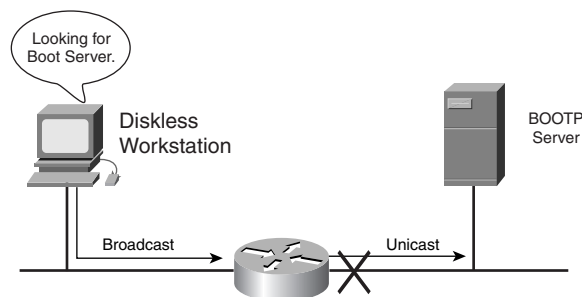 Looking for
Boot Server.
Diskless
Workstation
BOOTP
Server
Broadcast
Unicast